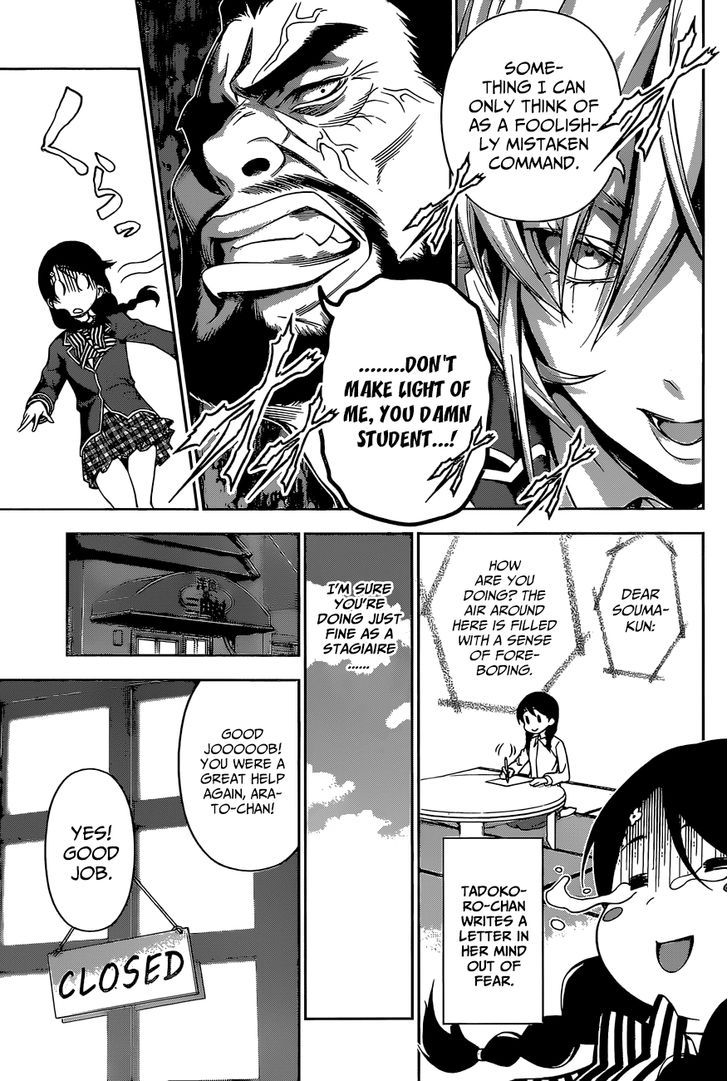 SOME-
THING I CAN
ONLY THINK OF
AS A FOOLISH-
LY MISTAKEN
COMMAND.
........DON'T
MAKE LIGHT OF
ME, YOU DAMN
STUDENT...!
くらっ
DEAR
SOUMA-
KUN:
HOW
ARE YOU
DOING? THE
AIR AROUND
HERE IS FILLED
WITH A SENSE
OF FORE-
BODING.
TADOKO-
RO-CHAN
WRITES A
LETTER IN
HER MIND
OUT OF
FEAR.
I'M SURE
YOU'RE
DOING JUST
FINE AS A
STAGIAIRE
......
GOOD
JOOOOOB!
YOU WERE A
GREAT HELP
AGAIN, ARA-
TO-CHAN!
YES!
GOOD
JOB.
CLOSED